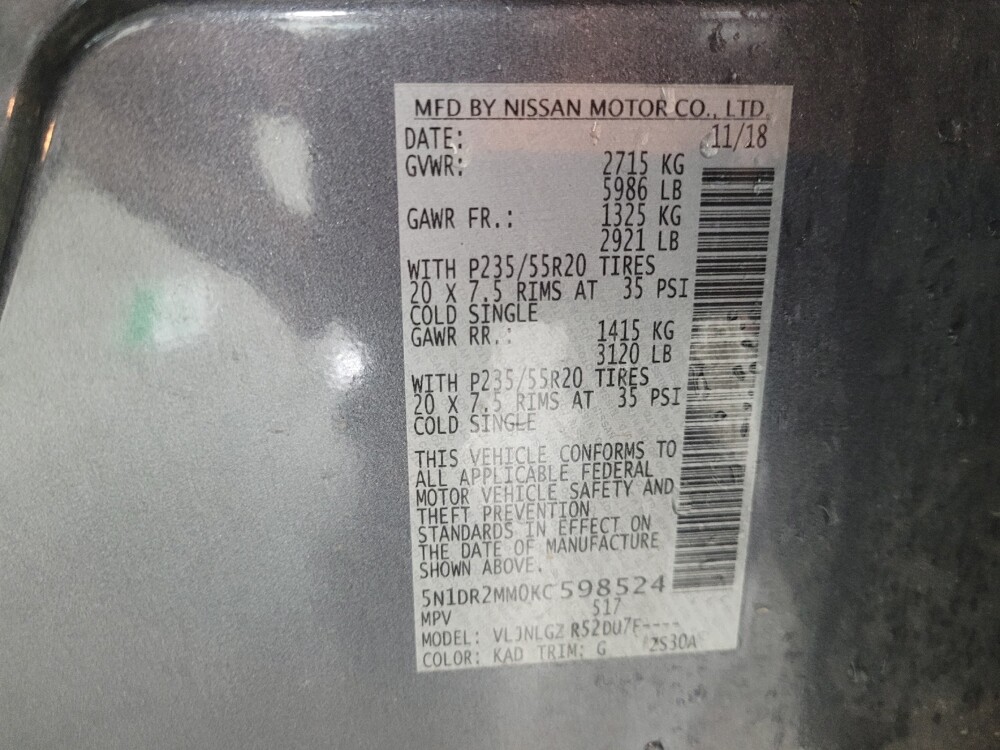 MFD BY NISSAN MOTOR CO., LTD.
DATE: 11/18
GVWR: 2715 KG
5986 LB
GAWR FR.: 1325 KG
2921 LB
WITH P235/55R20 TIRES
20 X 7.5 RIMS AT 35 PSI
COLD SINGLE
GAWR RR.: 1415 KG
3120 LB
WITH P235/55R20 TIRES
20 X 7.5 RIMS AT 35 PSI
COLD SINGLE
THIS VEHICLE CONFORMS TO
ALL APPLICABLE FEDERAL
MOTOR VEHICLE SAFETY AND
THEFT PREVENTION
STANDARDS IN EFFECT ON
THE DATE OF MANUFACTURE
SHOWN ABOVE.
5N1DR2MM0KC598524
MPV S17
MODEL: VLJNLGZ R52DU7F----
COLOR: KAD TRIM: G 2S30A